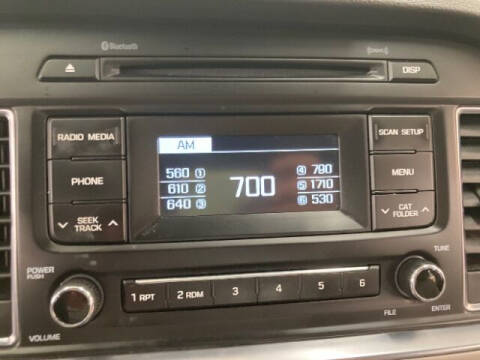 Bluetooth
DISP
RADIO MEDIA
PHONE
SEEK
TRACK
AM
560 1
610 2
640 3
700
4 790
5 1710
6 530
SCAN SETUP
MENU
CAT
FOLDER
POWER
PUSH
VOLUME
1 RPT
2 RDM
3
4
5
6
TUNE
FILE
ENTER